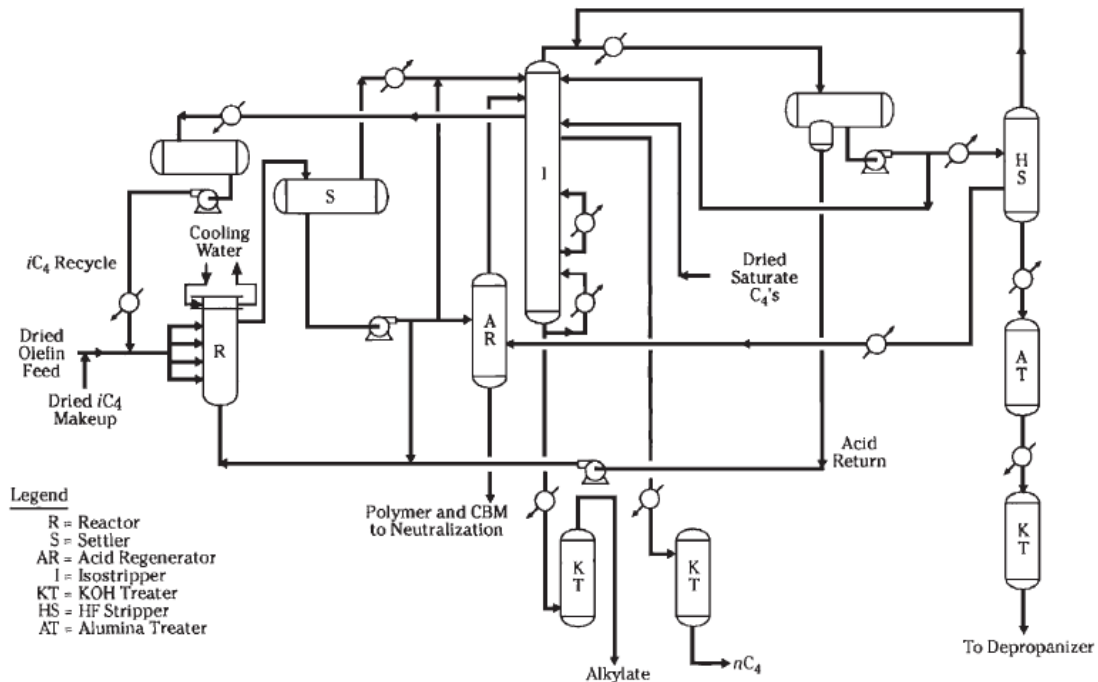 HS
I
S
Cooling
Water
iC4 Recycle
Dried
Saturate
C4's
AR
R
Dried
Olefin
Feed
AT
Dried iC4
Makeup
Acid
Return
Legend
R = Reactor
S = Settler
AR = Acid Regenerator
I = Isostripper
KT = KOH Treater
HS = HF Stripper
AT = Alumina Treater
Polymer and CBM
to Neutralization
KT
KT
KT
To Depropanizer
Alkylate
nC4